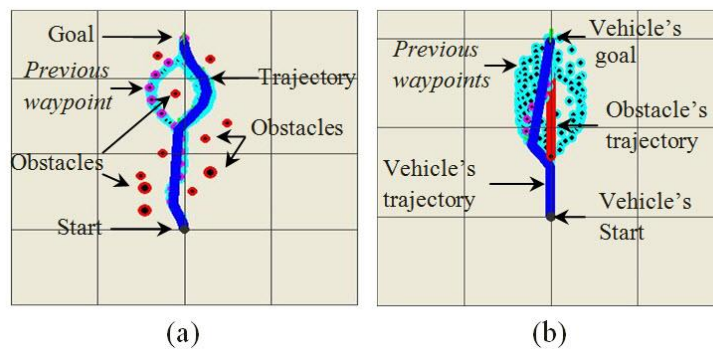 Goal
Previous
waypoint
Trajectory
Obstacles
Obstacles
Start
(a)
Vehicle's
goal
Previous
waypoints
Obstacle's
trajectory
Vehicle's
trajectory
Vehicle's
Start
(b)